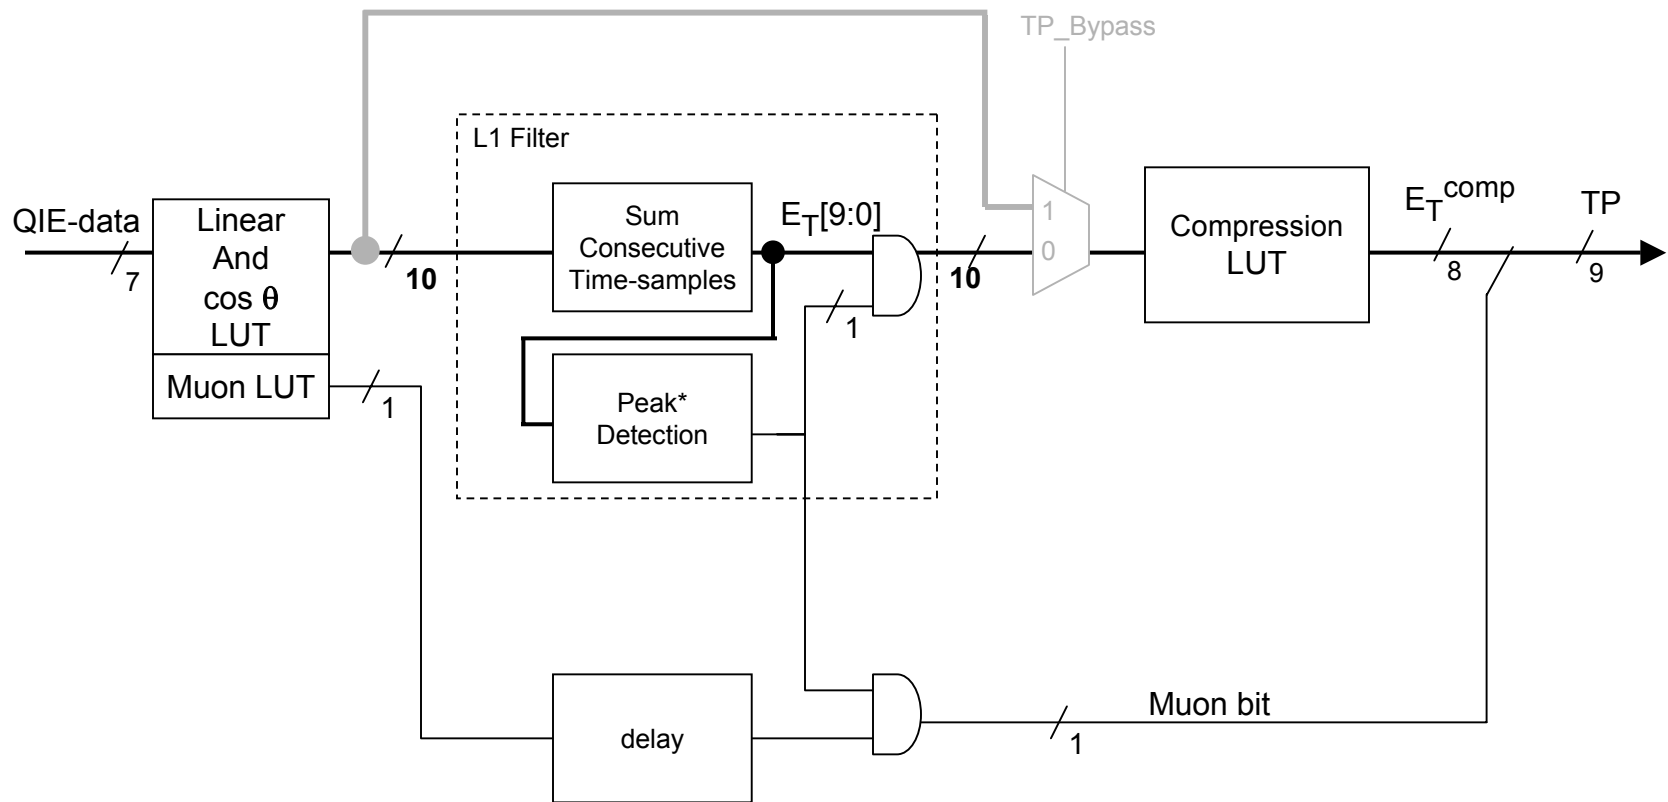 TP_Bypass
L1 Filter
QIE-data
7
Linear
And
cos θ
LUT
Muon LUT
10
1
Sum
Consecutive
Time-samples
E_T[9:0]
Peak*
Detection
1
10
1
0
Compression
LUT
E_T^comp
8
TP
9
delay
Muon bit
1